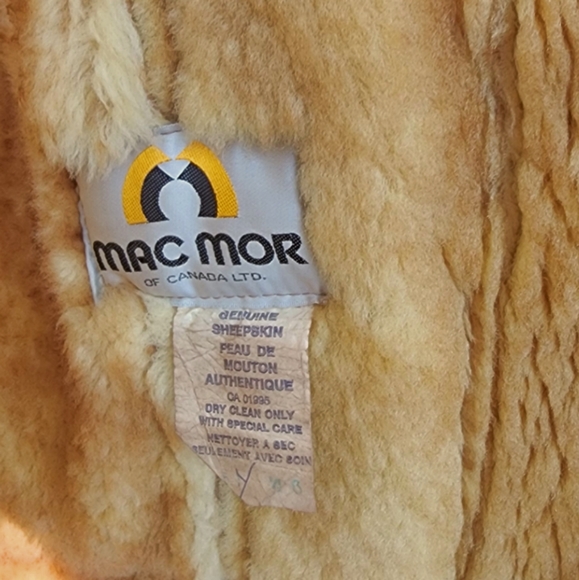 MAC MOR
OF CANADA LTD.
GENUINE
SHEEPSKIN
PEAU DE
MOUTON
AUTHENTIQUE
CA 01995
DRY CLEAN ONLY
WITH SPECIAL CARE
NETTOYER A SEC
SEULEMENT AVEC SOIN